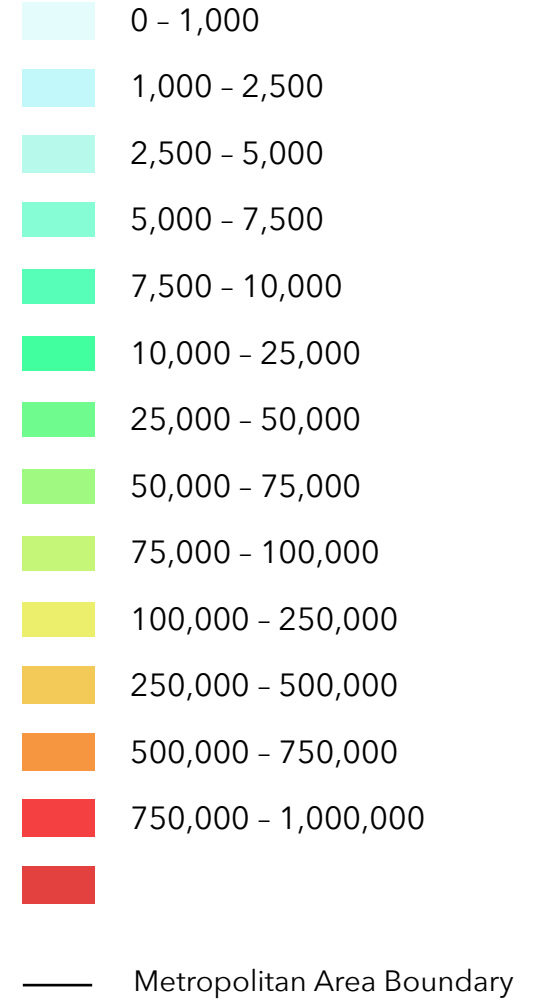 0 – 1,000
1,000 – 2,500
2,500 – 5,000
5,000 – 7,500
7,500 – 10,000
10,000 – 25,000
25,000 – 50,000
50,000 – 75,000
75,000 – 100,000
100,000 – 250,000
250,000 – 500,000
500,000 – 750,000
750,000 – 1,000,000
Metropolitan Area Boundary